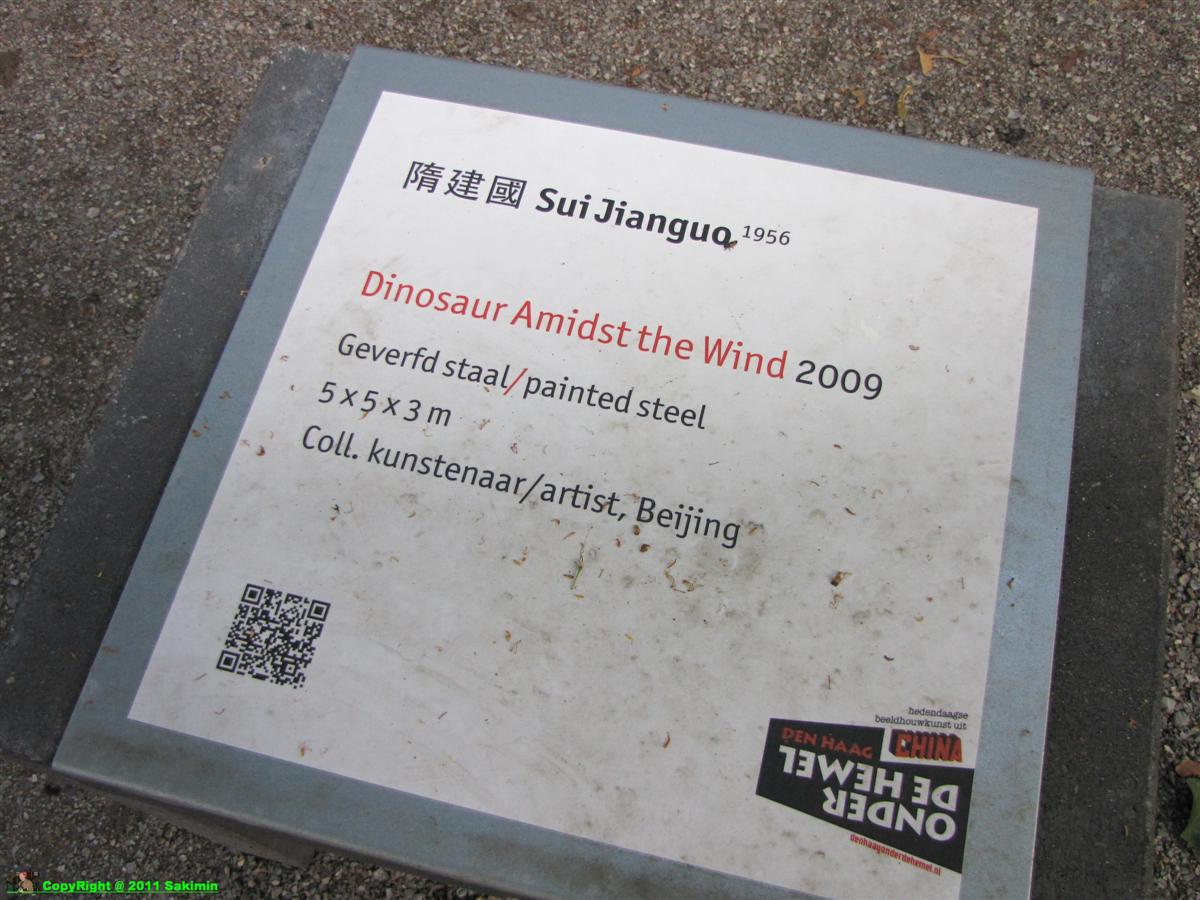 隋建國 Sui Jianguo 1956
Dinosaur Amidst the Wind 2009
Geverfd staal/painted steel
5 x 5 x 3 m
Coll. kunstenaar/artist, Beijing
hedendaagse
beeldhouwkunst uit
CHINA
DEN HAAG
ONDER
DE HEMEL
denhaagonderdehemel.nl
CopyRight @ 2011 Sakimin